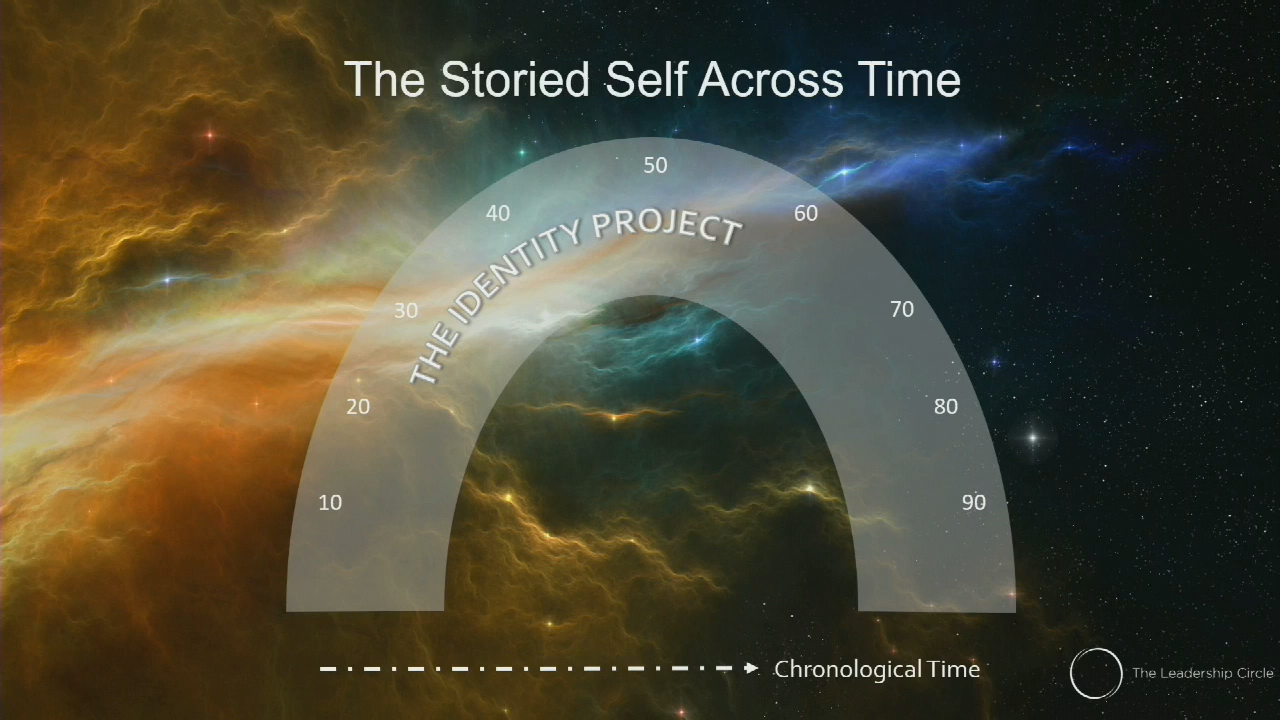 The Storied Self Across Time
50
40
60
THE IDENTITY PROJECT
30
70
20
80
10
90
Chronological Time
The Leadership Circle